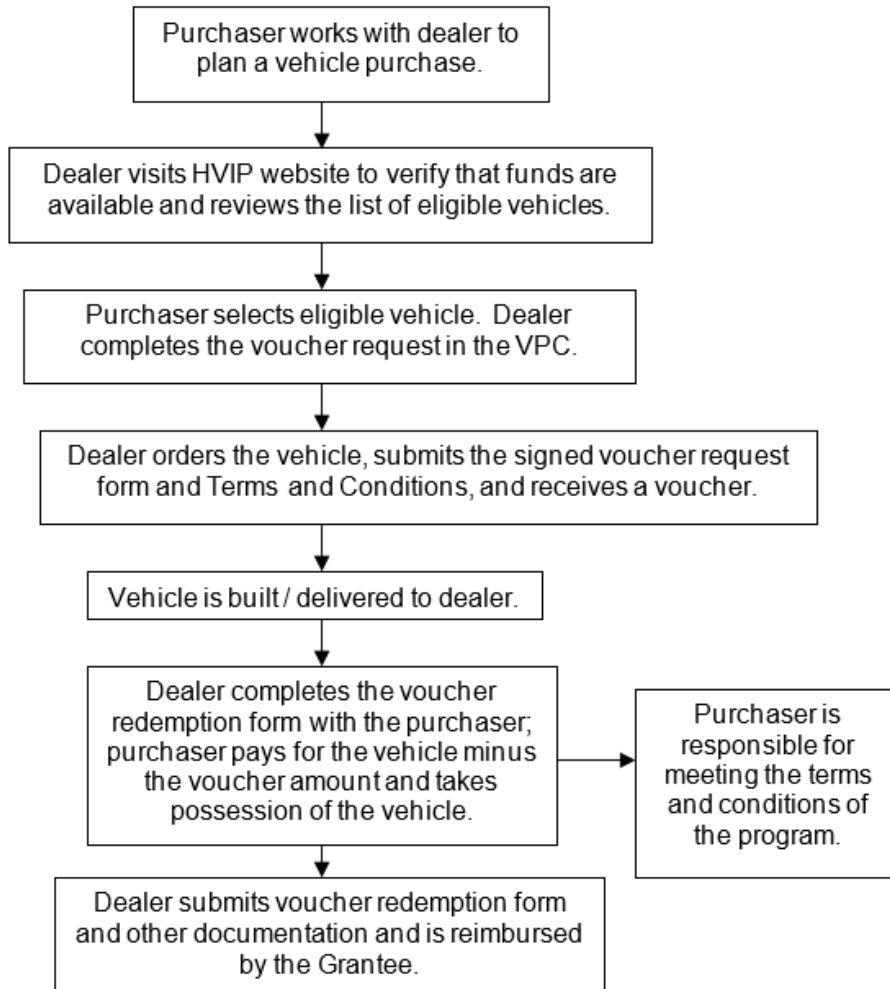 Purchaser works with dealer to
plan a vehicle purchase.
Dealer visits HVIP website to verify that funds are
available and reviews the list of eligible vehicles.
Purchaser selects eligible vehicle.  Dealer
completes the voucher request in the VPC.
Dealer orders the vehicle, submits the signed voucher request
form and Terms and Conditions, and receives a voucher.
Vehicle is built / delivered to dealer.
Dealer completes the voucher
redemption form with the purchaser;
purchaser pays for the vehicle minus
the voucher amount and takes
possession of the vehicle.
Purchaser is
responsible for
meeting the terms
and conditions of
the program.
Dealer submits voucher redemption form
and other documentation and is reimbursed
by the Grantee.